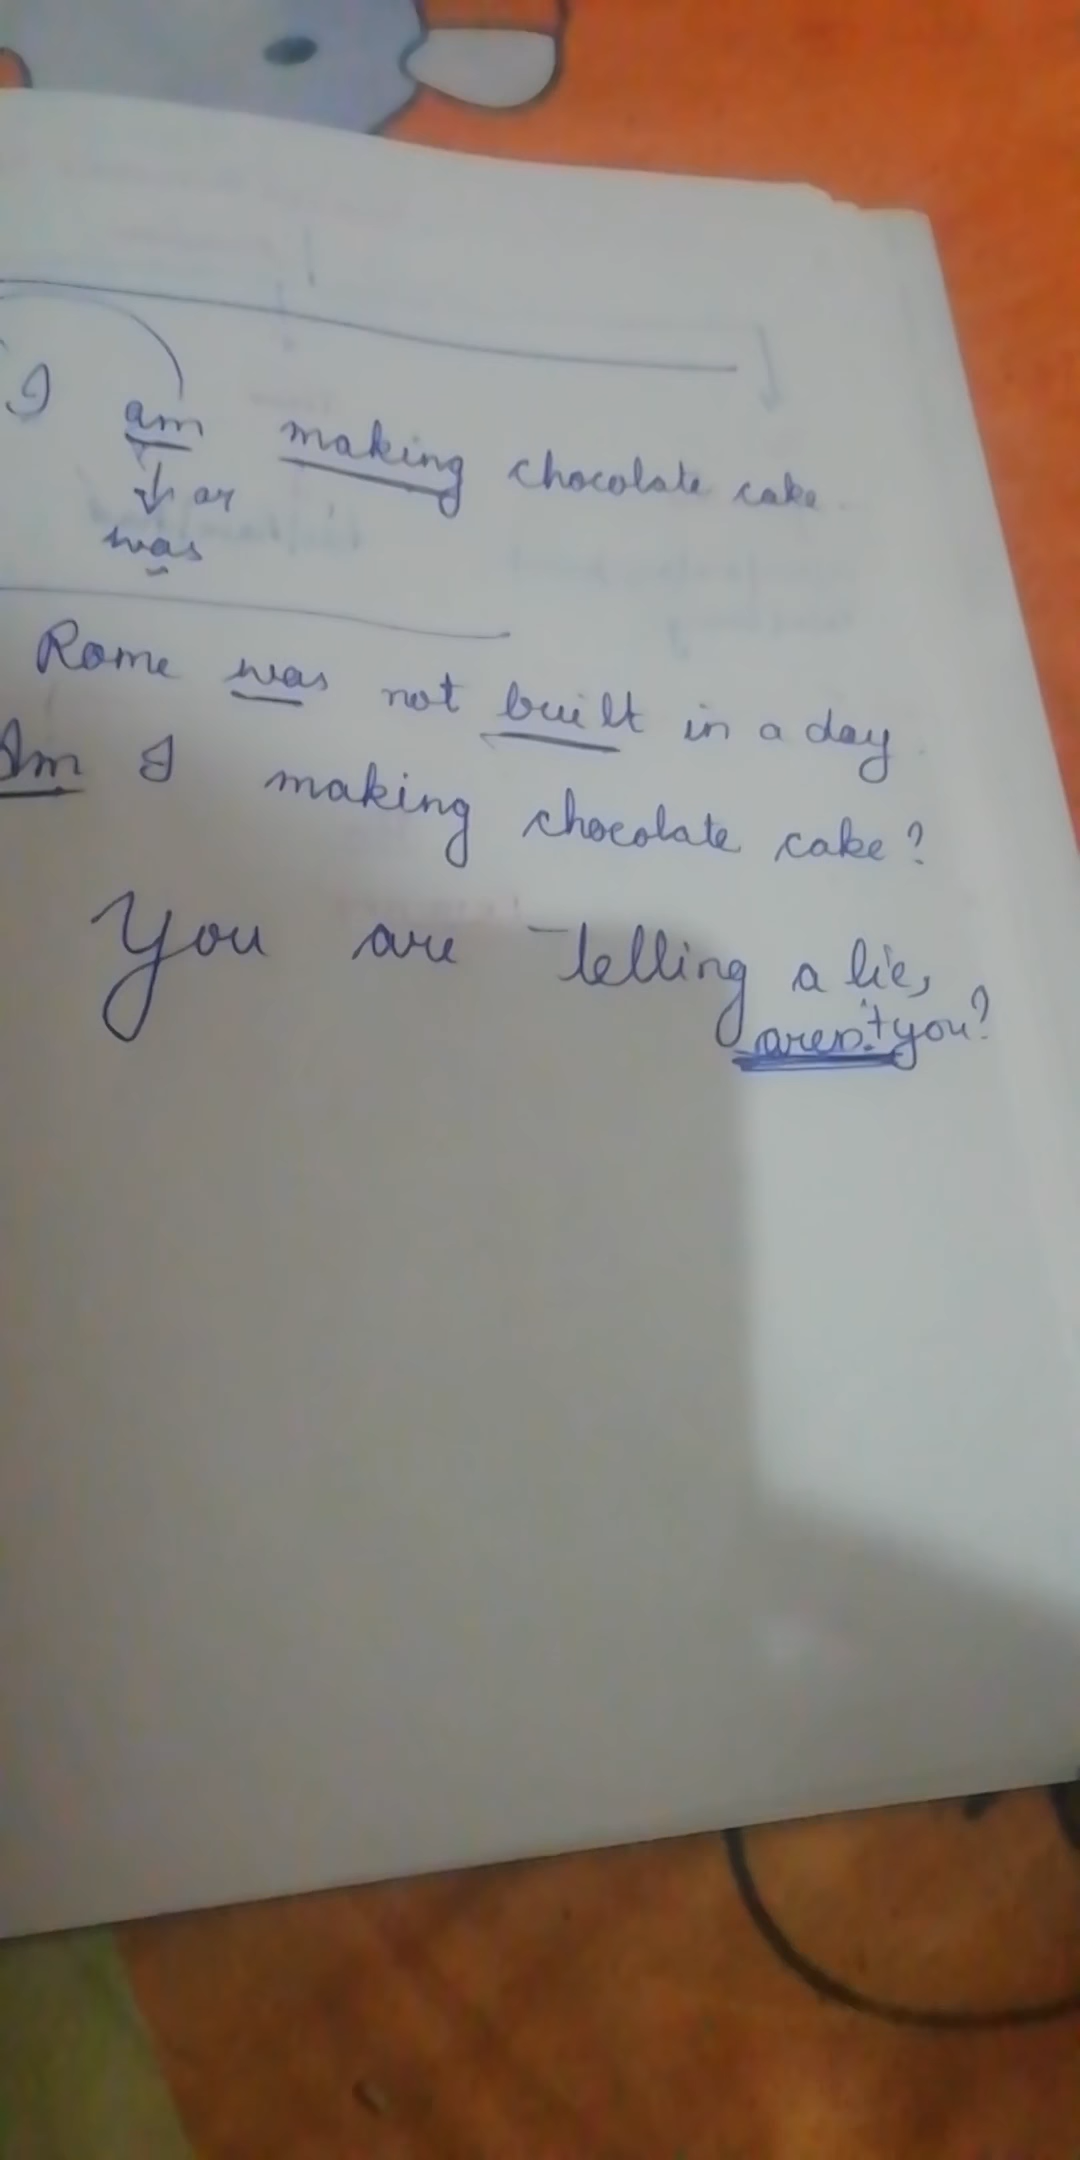 I am making chocolate cake.
or
was
Rome was not built in a day.
Am I making chocolate cake?
You are telling a lie,
aren't you?